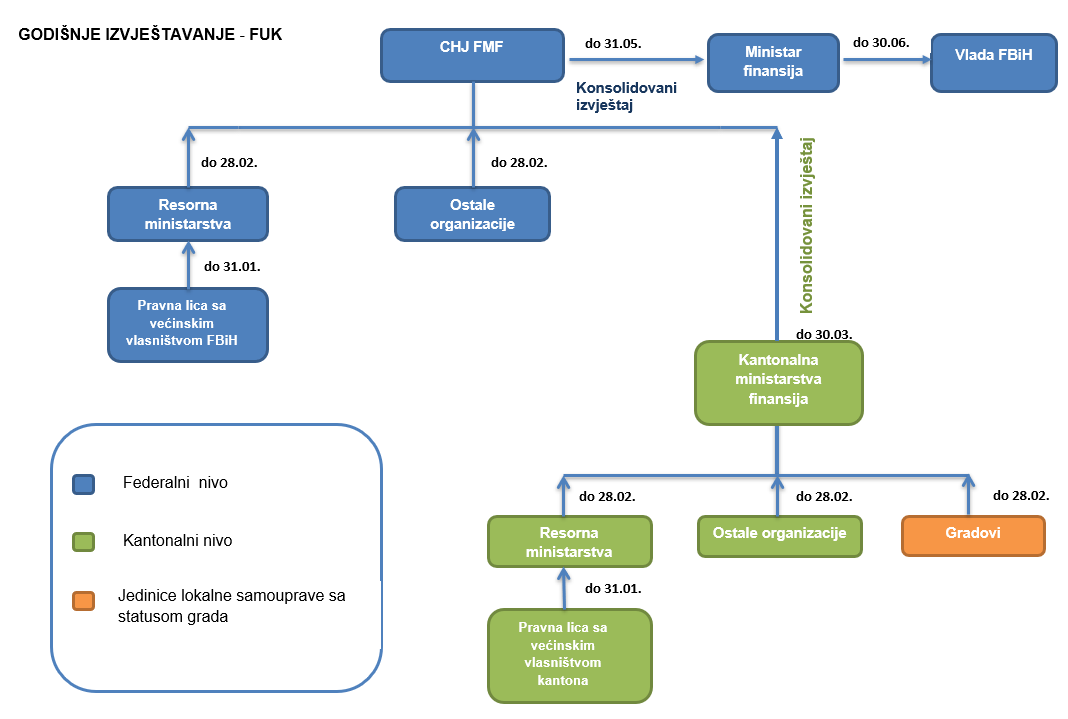 GODIŠNJE IZVJEŠTAVANJE - FUK
CHJ FMF
do 31.05.
Konsolidovani
izvještaj
Ministar
finansija
do 30.06.
Vlada FBiH
do 28.02.
do 28.02.
Konsolidovani izvještaj
Resorna
ministarstva
Ostale
organizacije
do 31.01.
Pravna lica sa
većinskim
vlasništvom FBiH
do 30.03.
Kantonalna
ministarstva
finansija
do 28.02.
do 28.02.
do 28.02.
Resorna
ministarstva
Ostale organizacije
Gradovi
do 31.01.
Pravna lica sa
većinskim
vlasništvom
kantona
Federalni nivo
Kantonalni nivo
Jedinice lokalne samouprave sa
statusom grada